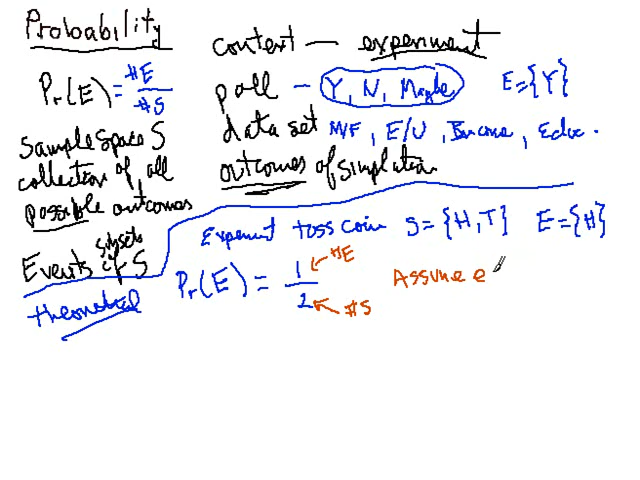 Probability
Pr(E) = #E / #S
Sample space S
collection of all
possible outcomes
Events subsets of S
theoretical
context — experiment
poll — Y, N, Maybe E={Y}
data set M/F, E/U, Income, Educ.
outcomes of simulation
Experiment toss coin S = {H, T} E = {H}
Pr(E) = 1 / 2 #E #S
Assume e